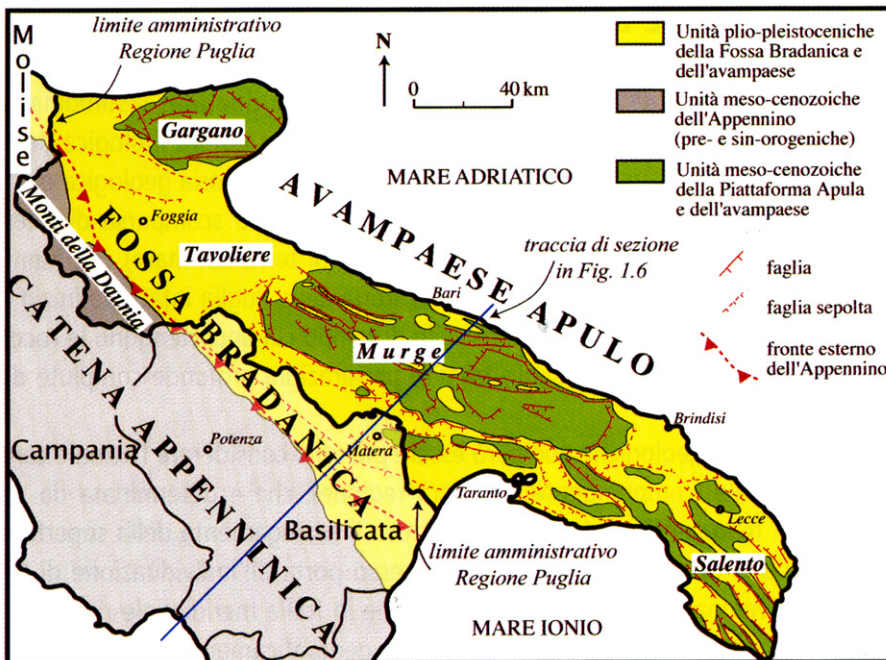 Molise
limite amministrativo
Regione Puglia
N
0
40 km
Unità plio-pleistoceniche
della Fossa Bradanica e
dell'avampaese
Unità meso-cenozoiche
dell'Appennino
(pre- e sin-orogeniche)
Unità meso-cenozoiche
della Piattaforma Apula
e dell'avampaese
faglia
faglia sepolta
fronte esterno
dell'Appennino
Gargano
MARE ADRIATICO
AVAMPAESE APULO
traccia di sezione
in Fig. 1.6
Monti della Daunia
Foggia
FOSSA BRADANICA
Tavoliere
Bari
Murge
CATENA APPENNINICA
Campania
Potenza
Matera
Brindisi
Taranto
Basilicata
Lecce
limite amministrativo
Regione Puglia
Salento
MARE IONIO